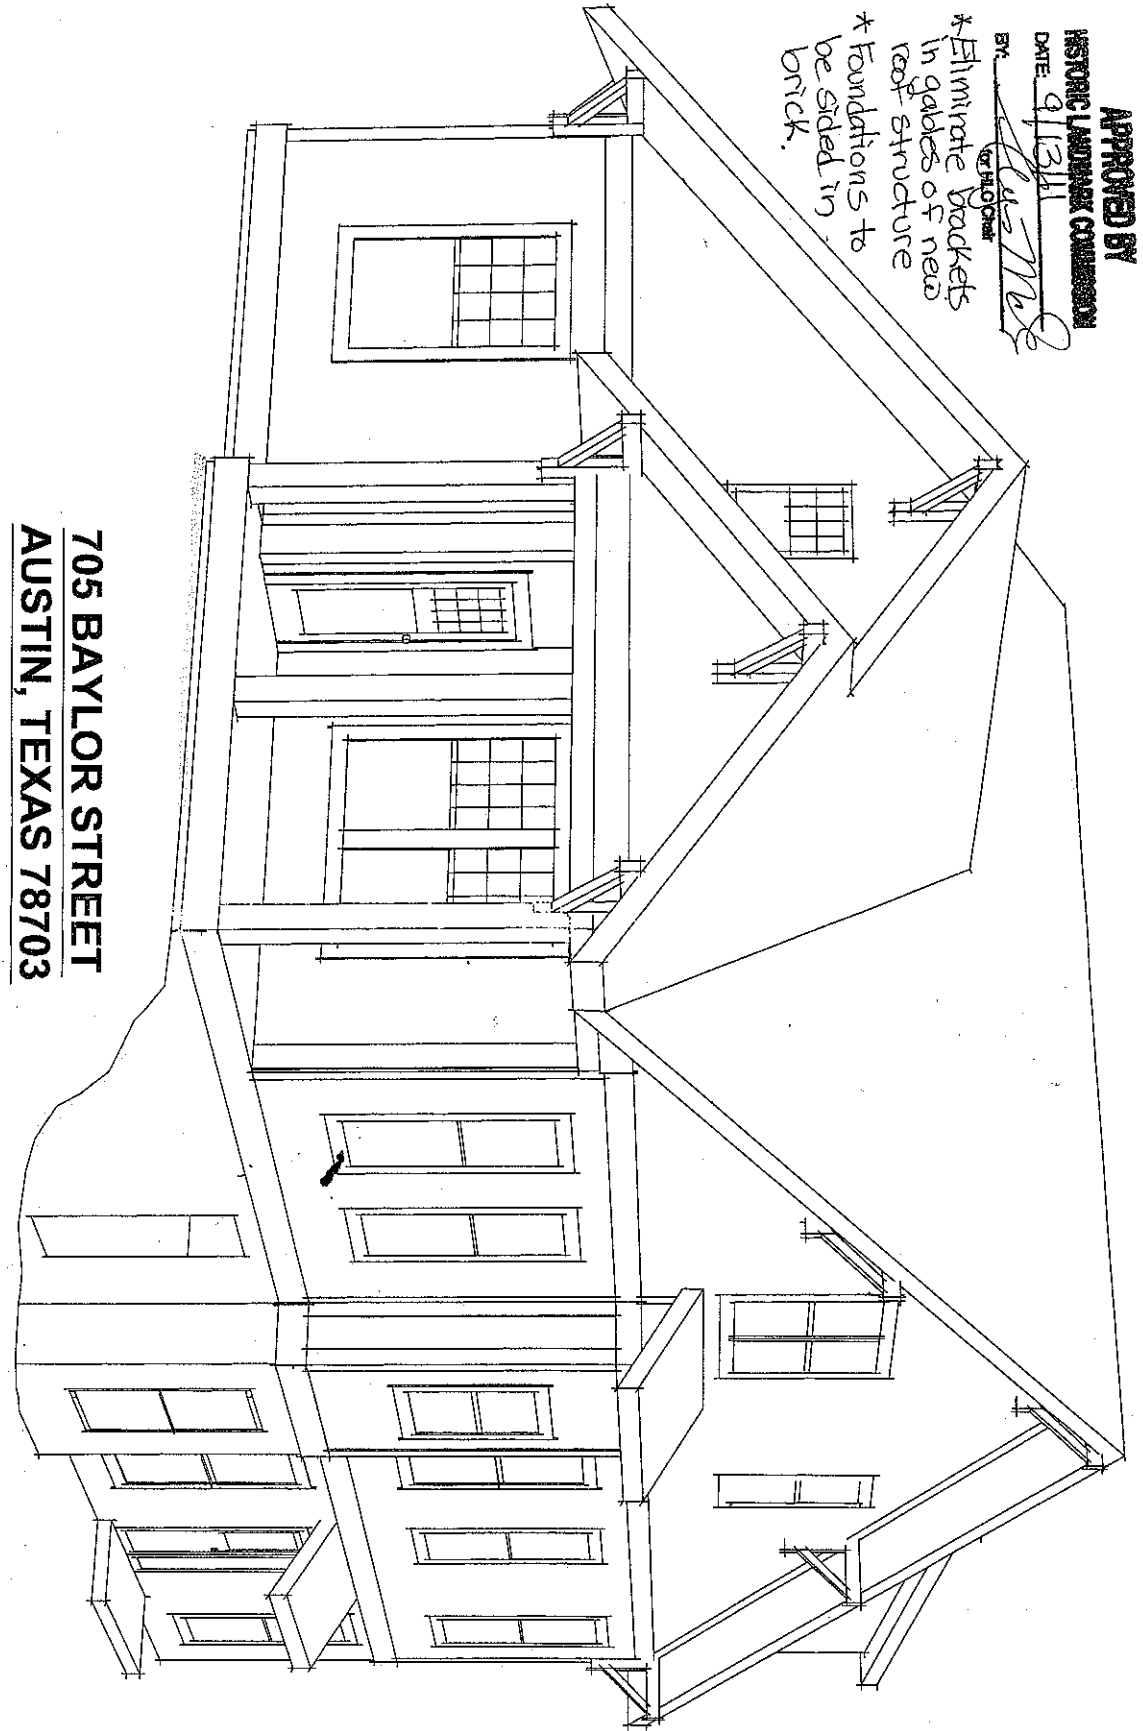 APPROVED BY
HISTORIC LANDMARK COMMISSION
DATE: 9/13/11
BY:
for HLC Chair
* Eliminate brackets
in gables of new
roof structure
* Foundations to
be sided in
brick.
705 BAYLOR STREET
AUSTIN, TEXAS 78703